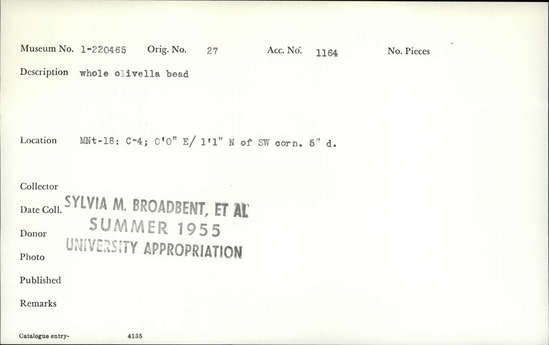 Museum No. 1-220465 Orig. No. 27 Acc. No. 1164 No. Pieces
Description whole olivella bead
Location MNt-18: C-4; 0'0" E/ 1'1" N of SW corn. 5" d.
Collector
Date Coll. SYLVIA M. BROADBENT, ET AL
SUMMER 1955
Donor
UNIVERSITY APPROPRIATION
Photo
Published
Remarks
Catalogue entry- 4135